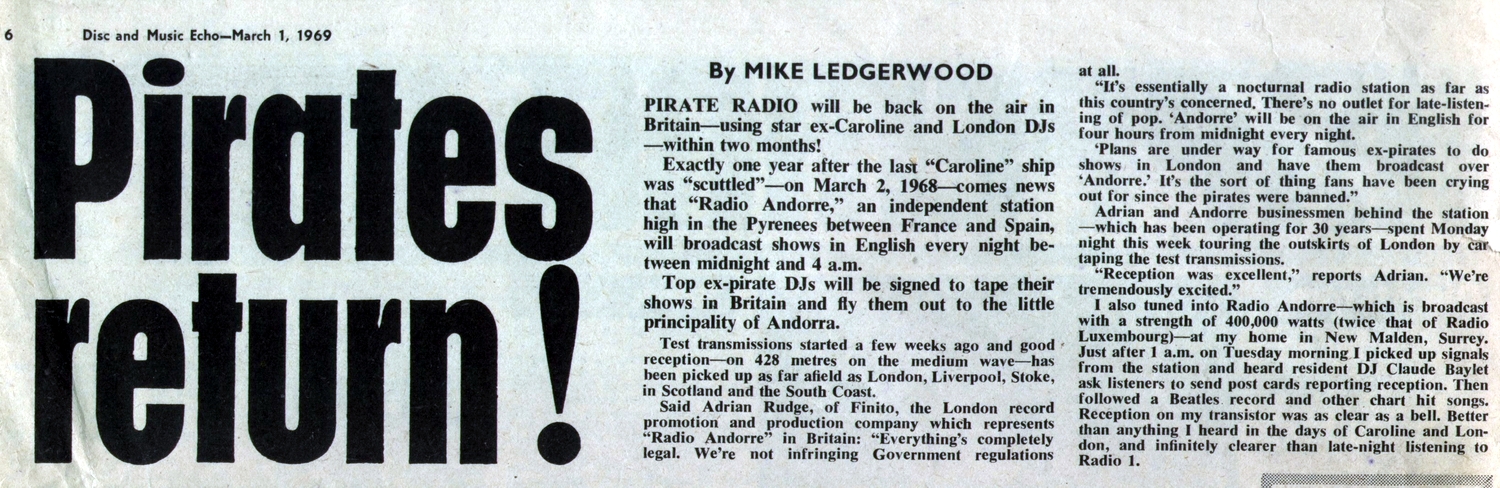 6
Disc and Music Echo—March 1, 1969
Pirates
return!
By MIKE LEDGERWOOD
PIRATE RADIO will be back on the air in
Britain—using star ex-Caroline and London DJs
—within two months!
Exactly one year after the last “Caroline” ship
was “scuttled”—on March 2, 1968—comes news
that “Radio Andorre,” an independent station
high in the Pyrenees between France and Spain,
will broadcast shows in English every night be-
tween midnight and 4 a.m.
Top ex-pirate DJs will be signed to tape their
shows in Britain and fly them out to the little
principality of Andorra.
Test transmissions started a few weeks ago and good
reception—on 428 metres on the medium wave—has
been picked up as far afield as London, Liverpool, Stoke,
in Scotland and the South Coast.
Said Adrian Rudge, of Finito, the London record
promotion and production company which represents
“Radio Andorre” in Britain: “Everything’s completely
legal. We’re not infringing Government regulations
at all.
“It’s essentially a nocturnal radio station as far as
this country’s concerned. There’s no outlet for late-listen-
ing of pop. ‘Andorre’ will be on the air in English for
four hours from midnight every night.
‘Plans are under way for famous ex-pirates to do
shows in London and have them broadcast over
‘Andorre.’ It’s the sort of thing fans have been crying
out for since the pirates were banned.”
Adrian and Andorre businessmen behind the station
—which has been operating for 30 years—spent Monday
night this week touring the outskirts of London by car
taping the test transmissions.
“Reception was excellent,” reports Adrian. “We’re
tremendously excited.”
I also tuned into Radio Andorre—which is broadcast
with a strength of 400,000 watts (twice that of Radio
Luxembourg)—at my home in New Malden, Surrey.
Just after 1 a.m. on Tuesday morning I picked up signals
from the station and heard resident DJ Claude Baylet
ask listeners to send post cards reporting reception. Then
followed a Beatles record and other chart hit songs.
Reception on my transistor was as clear as a bell. Better
than anything I heard in the days of Caroline and Lon-
don, and infinitely clearer than late-night listening to
Radio 1.